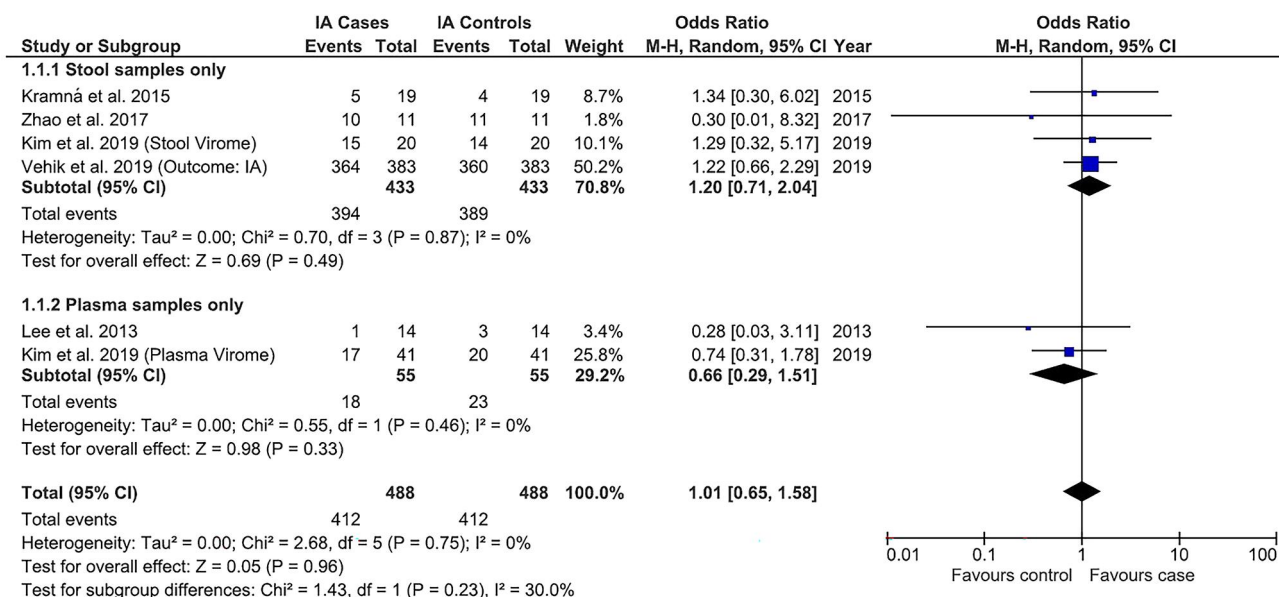 IA Cases IA Controls Odds Ratio Odds Ratio
Study or Subgroup Events Total Events Total Weight M-H, Random, 95% CI Year M-H, Random, 95% CI
1.1.1 Stool samples only
Kramná et al. 2015 5 19 4 19 8.7% 1.34 [0.30, 6.02] 2015
Zhao et al. 2017 10 11 11 11 1.8% 0.30 [0.01, 8.32] 2017
Kim et al. 2019 (Stool Virome) 15 20 14 20 10.1% 1.29 [0.32, 5.17] 2019
Vehik et al. 2019 (Outcome: IA) 364 383 360 383 50.2% 1.22 [0.66, 2.29] 2019
Subtotal (95% CI) 433 433 70.8% 1.20 [0.71, 2.04]
Total events 394 389
Heterogeneity: Tau² = 0.00; Chi² = 0.70, df = 3 (P = 0.87); I² = 0%
Test for overall effect: Z = 0.69 (P = 0.49)
1.1.2 Plasma samples only
Lee et al. 2013 1 14 3 14 3.4% 0.28 [0.03, 3.11] 2013
Kim et al. 2019 (Plasma Virome) 17 41 20 41 25.8% 0.74 [0.31, 1.78] 2019
Subtotal (95% CI) 55 55 29.2% 0.66 [0.29, 1.51]
Total events 18 23
Heterogeneity: Tau² = 0.00; Chi² = 0.55, df = 1 (P = 0.46); I² = 0%
Test for overall effect: Z = 0.98 (P = 0.33)
Total (95% CI) 488 488 100.0% 1.01 [0.65, 1.58]
Total events 412 412
Heterogeneity: Tau² = 0.00; Chi² = 2.68, df = 5 (P = 0.75); I² = 0%
Test for overall effect: Z = 0.05 (P = 0.96)
Test for subgroup differences: Chi² = 1.43, df = 1 (P = 0.23), I² = 30.0%
0.01 0.1 1 10 100
Favours control Favours case